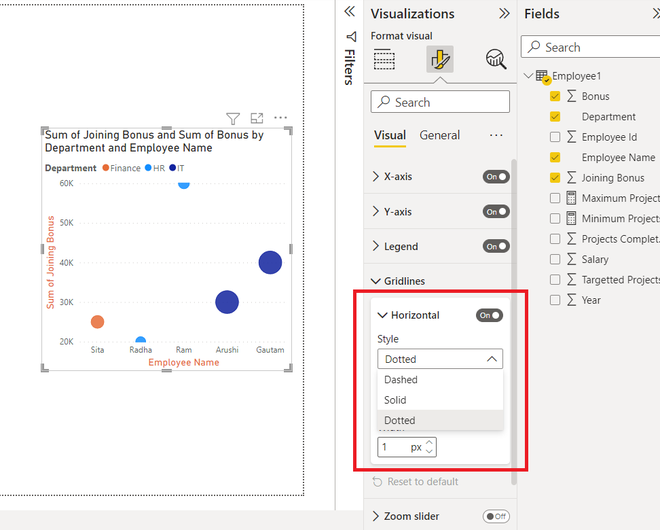 Sum of Joining Bonus and Sum of Bonus by
Department and Employee Name
Department Finance HR IT
60K
50K
40K
30K
20K
Sum of Joining Bonus
Sita Radha Ram Arushi Gautam
Employee Name
Filters
Visualizations
Format visual
Search
Visual General
X-axis On
Y-axis On
Legend On
Gridlines
Horizontal On
Style
Dotted
Dashed
Solid
Dotted
1 px
Reset to default
Zoom slider Off
Fields
Search
Employee1
Bonus
Department
Employee Id
Employee Name
Joining Bonus
Maximum Project
Minimum Projects
Projects Complet...
Salary
Targetted Projects
Year